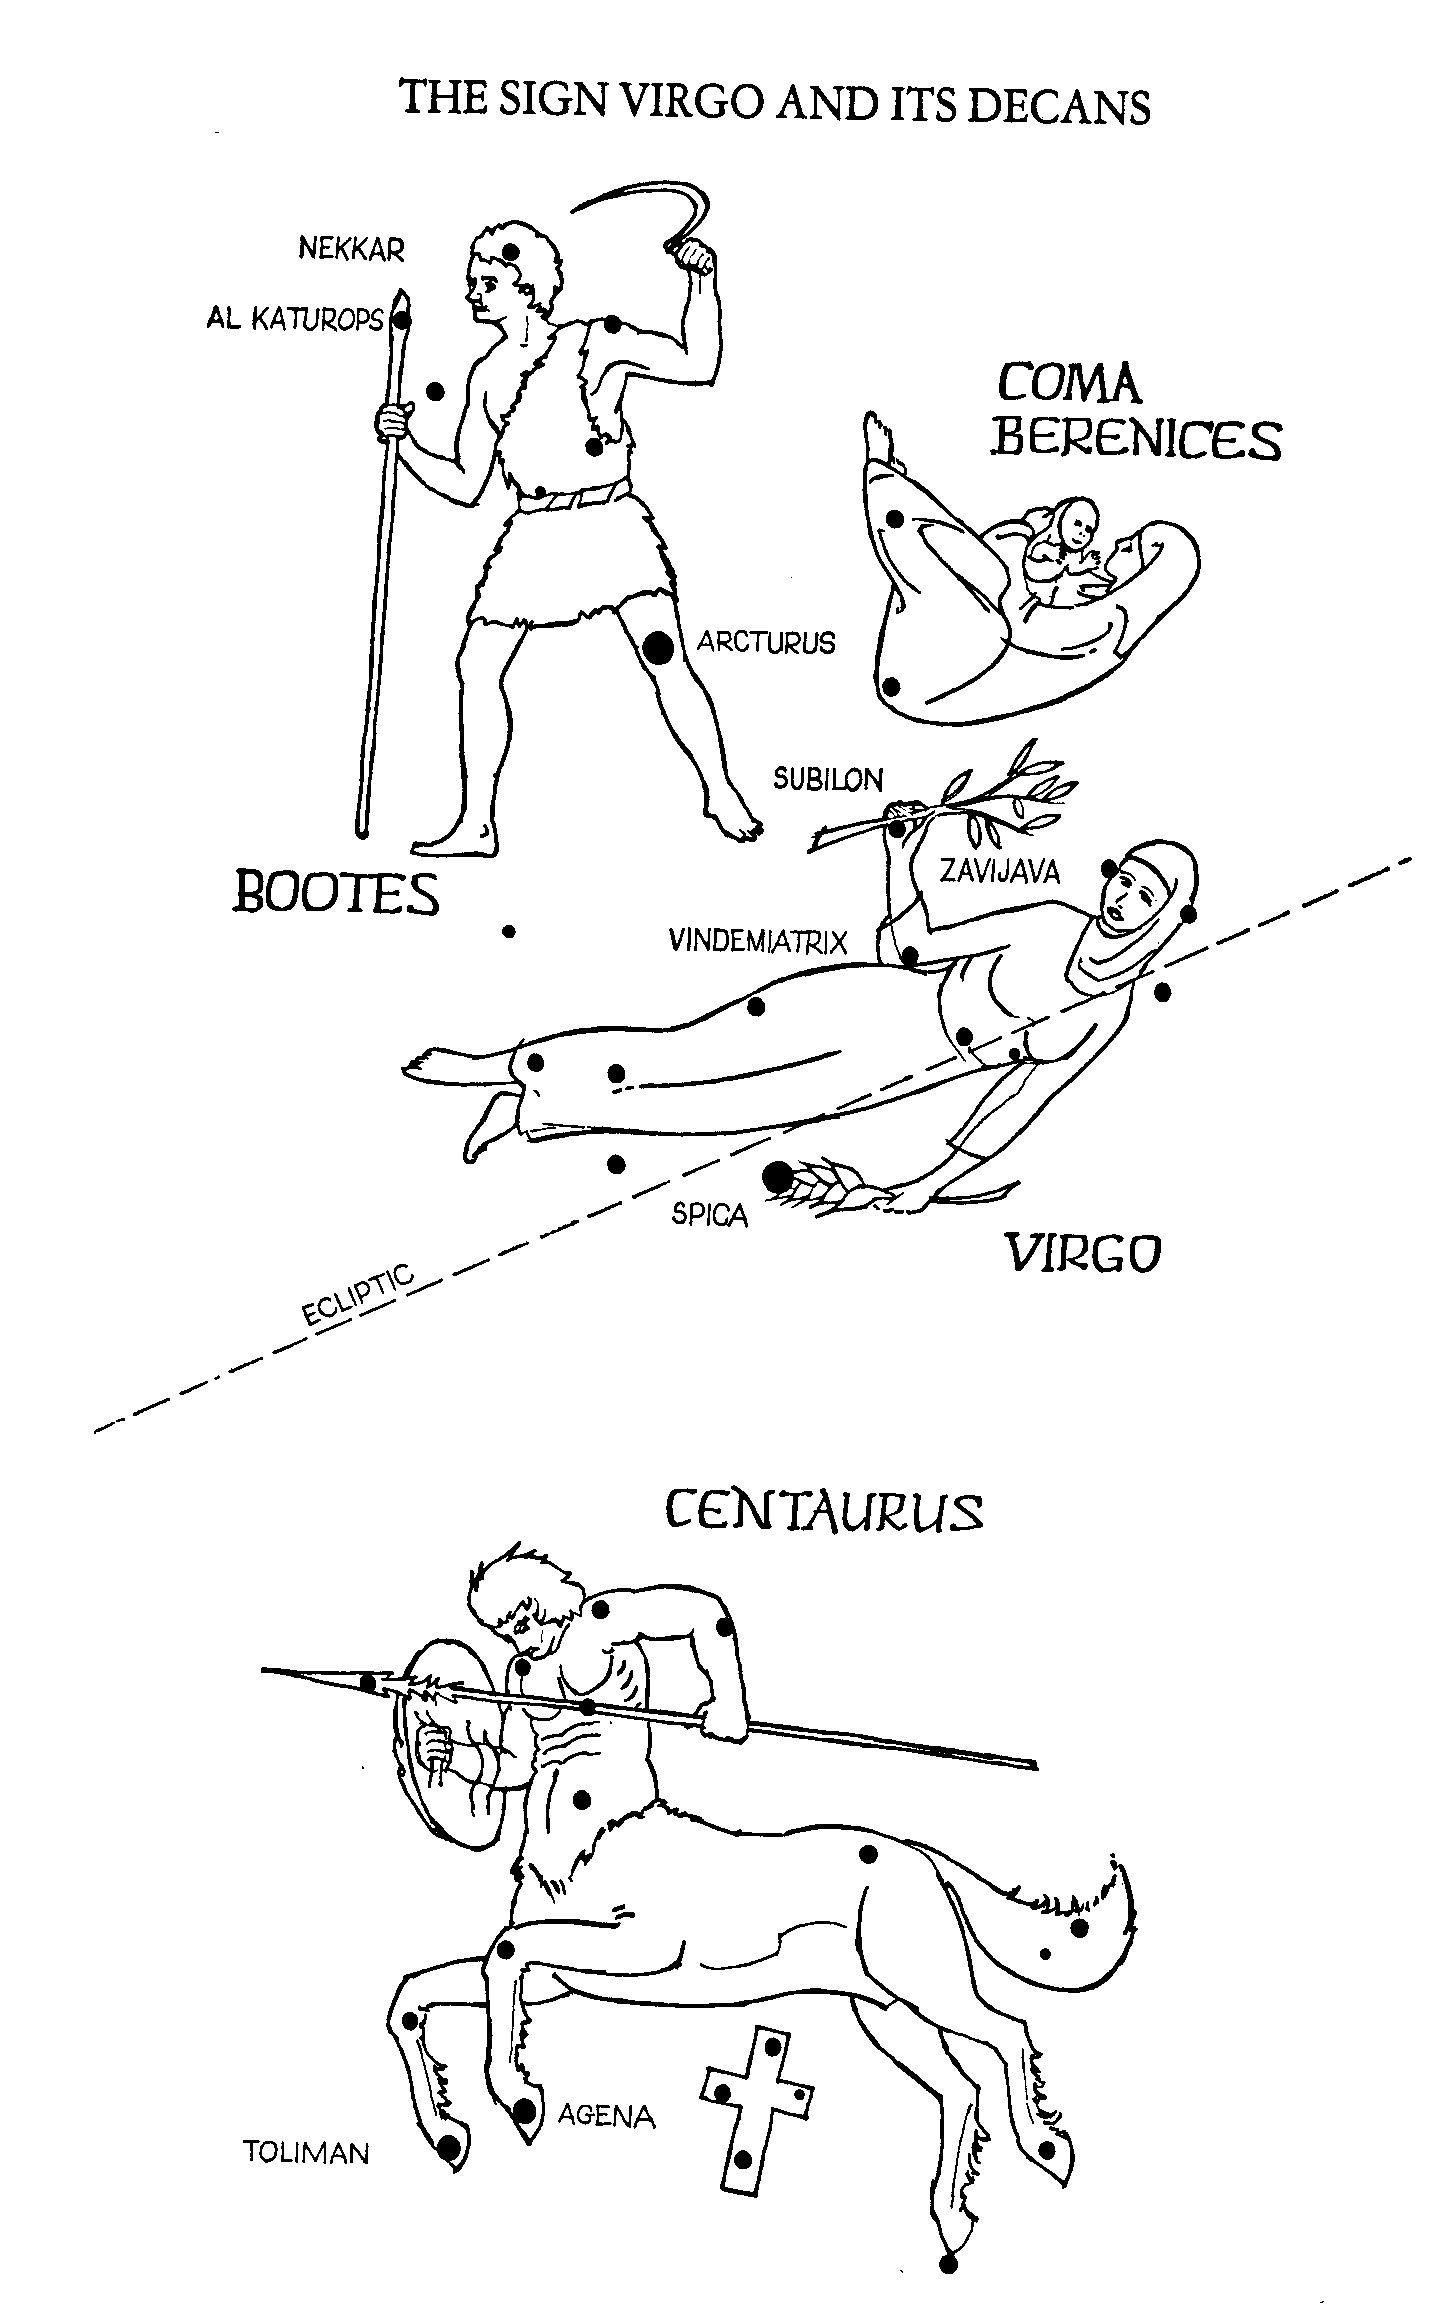 THE SIGN VIRGO AND ITS DECANS
NEKKAR
AL KATUROPS
COMA
BERENICES
ARCTURUS
SUBILON
ZAVIJAVA
BOOTES
VINDEMIATRIX
SPICA
VIRGO
ECLIPTIC
CENTAURUS
AGENA
TOLIMAN